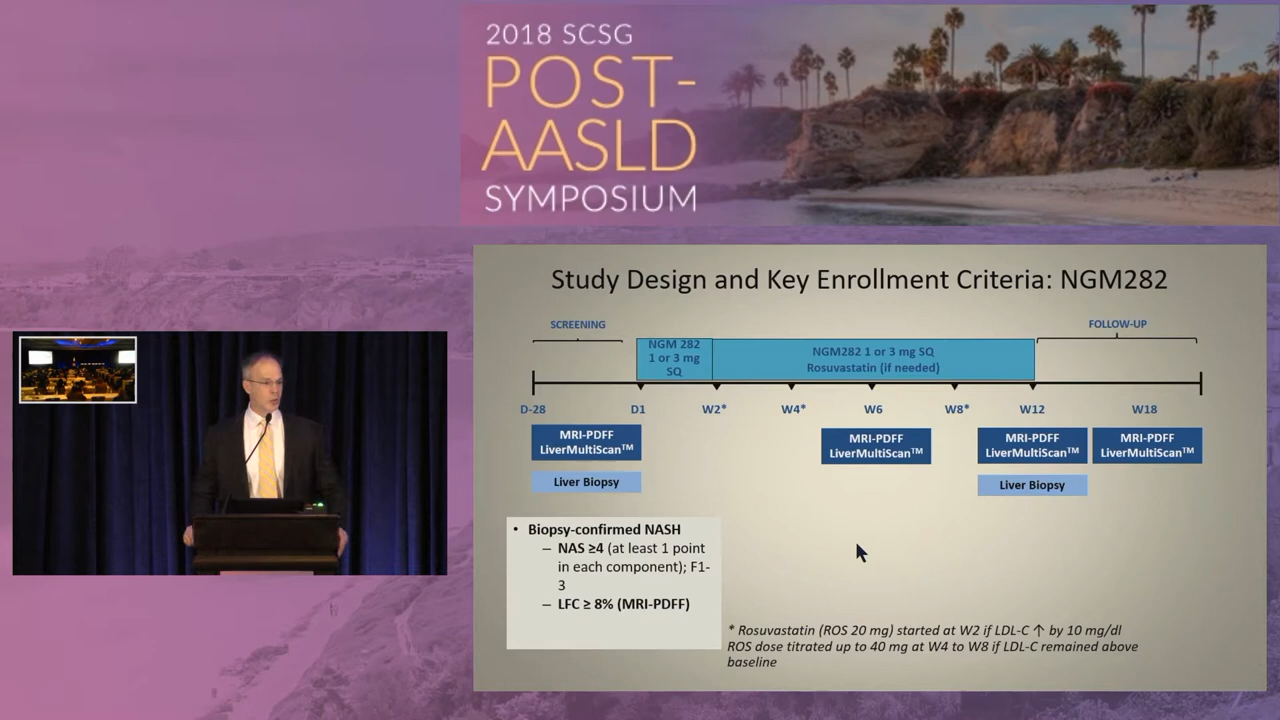 2018 SCSG
POST-
AASLD
SYMPOSIUM
Study Design and Key Enrollment Criteria: NGM282
SCREENING
FOLLOW-UP
NGM 282
1 or 3 mg
SQ
NGM282 1 or 3 mg SQ
Rosuvastatin (if needed)
D-28
D1
W2*
W4*
W6
W8*
W12
W18
MRI-PDFF
LiverMultiScan™
MRI-PDFF
LiverMultiScan™
MRI-PDFF
LiverMultiScan™
MRI-PDFF
LiverMultiScan™
Liver Biopsy
Liver Biopsy
• Biopsy-confirmed NASH
– NAS ≥4 (at least 1 point
in each component); F1-
3
– LFC ≥ 8% (MRI-PDFF)
* Rosuvastatin (ROS 20 mg) started at W2 if LDL-C ↑ by 10 mg/dl
ROS dose titrated up to 40 mg at W4 to W8 if LDL-C remained above
baseline